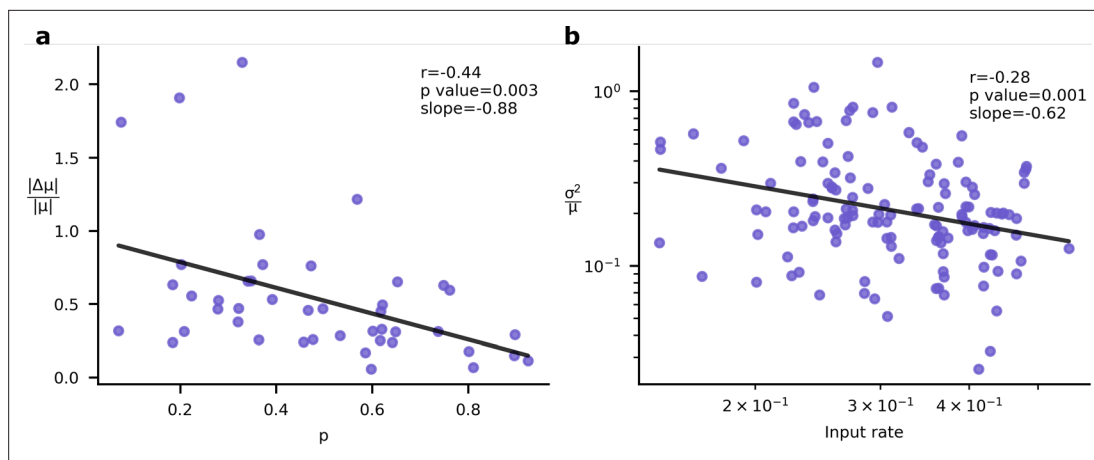 a
r=-0.44
p value=0.003
slope=-0.88
2.0
1.5
1.0
0.5
0.0
|Δμ|
|μ|
0.2 0.4 0.6 0.8
p
b
r=-0.28
p value=0.001
slope=-0.62
10⁰
10⁻¹
σ²
μ
2 × 10⁻¹ 3 × 10⁻¹ 4 × 10⁻¹
Input rate